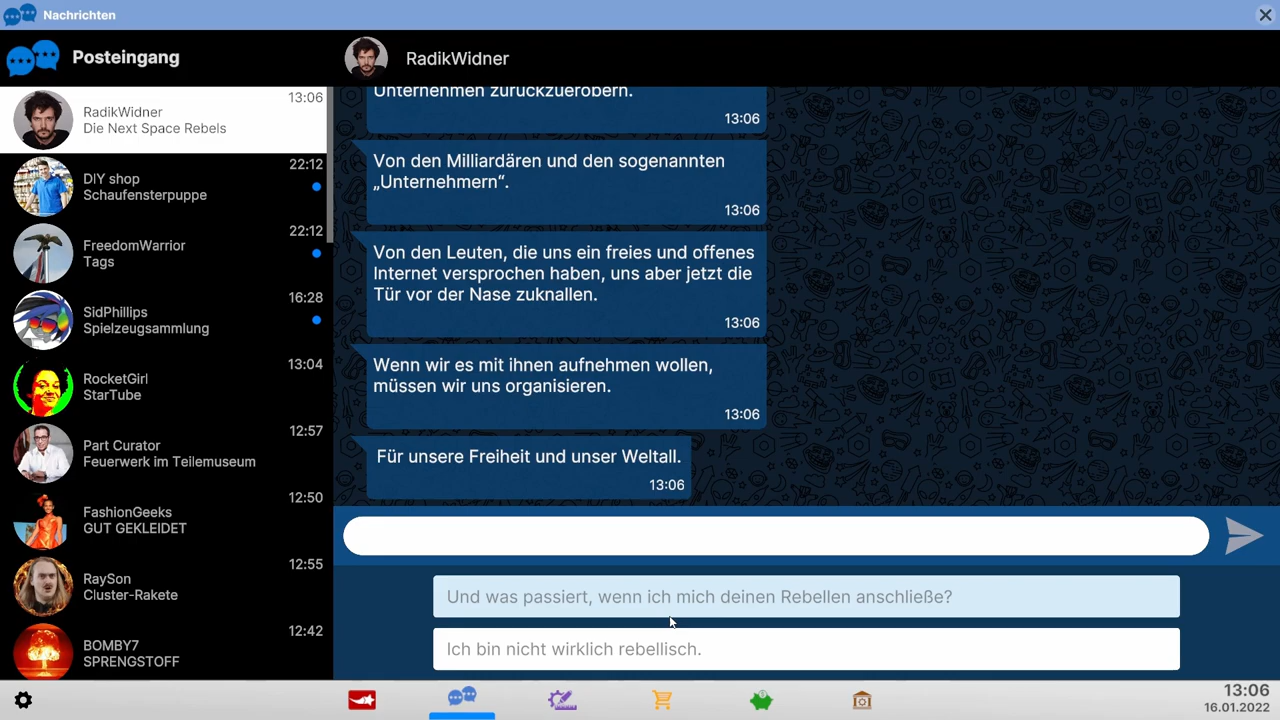 Nachrichten
Posteingang
RadikWidner
13:06
RadikWidner
Die Next Space Rebels
22:12
DIY shop
Schaufensterpuppe
22:12
FreedomWarrior
Tags
16:28
SidPhillips
Spielzeugsammlung
13:04
RocketGirl
StarTube
12:57
Part Curator
Feuerwerk im Teilemuseum
12:50
FashionGeeks
GUT GEKLEIDET
12:55
RaySon
Cluster-Rakete
12:42
BOMBY7
SPRENGSTOFF
Unternehmen zurückzuerobern.
13:06
Von den Milliardären und den sogenannten
„Unternehmern“.
13:06
Von den Leuten, die uns ein freies und offenes
Internet versprochen haben, uns aber jetzt die
Tür vor der Nase zuknallen.
13:06
Wenn wir es mit ihnen aufnehmen wollen,
müssen wir uns organisieren.
13:06
Für unsere Freiheit und unser Weltall.
13:06
Und was passiert, wenn ich mich deinen Rebellen anschließe?
Ich bin nicht wirklich rebellisch.
13:06
16.01.2022